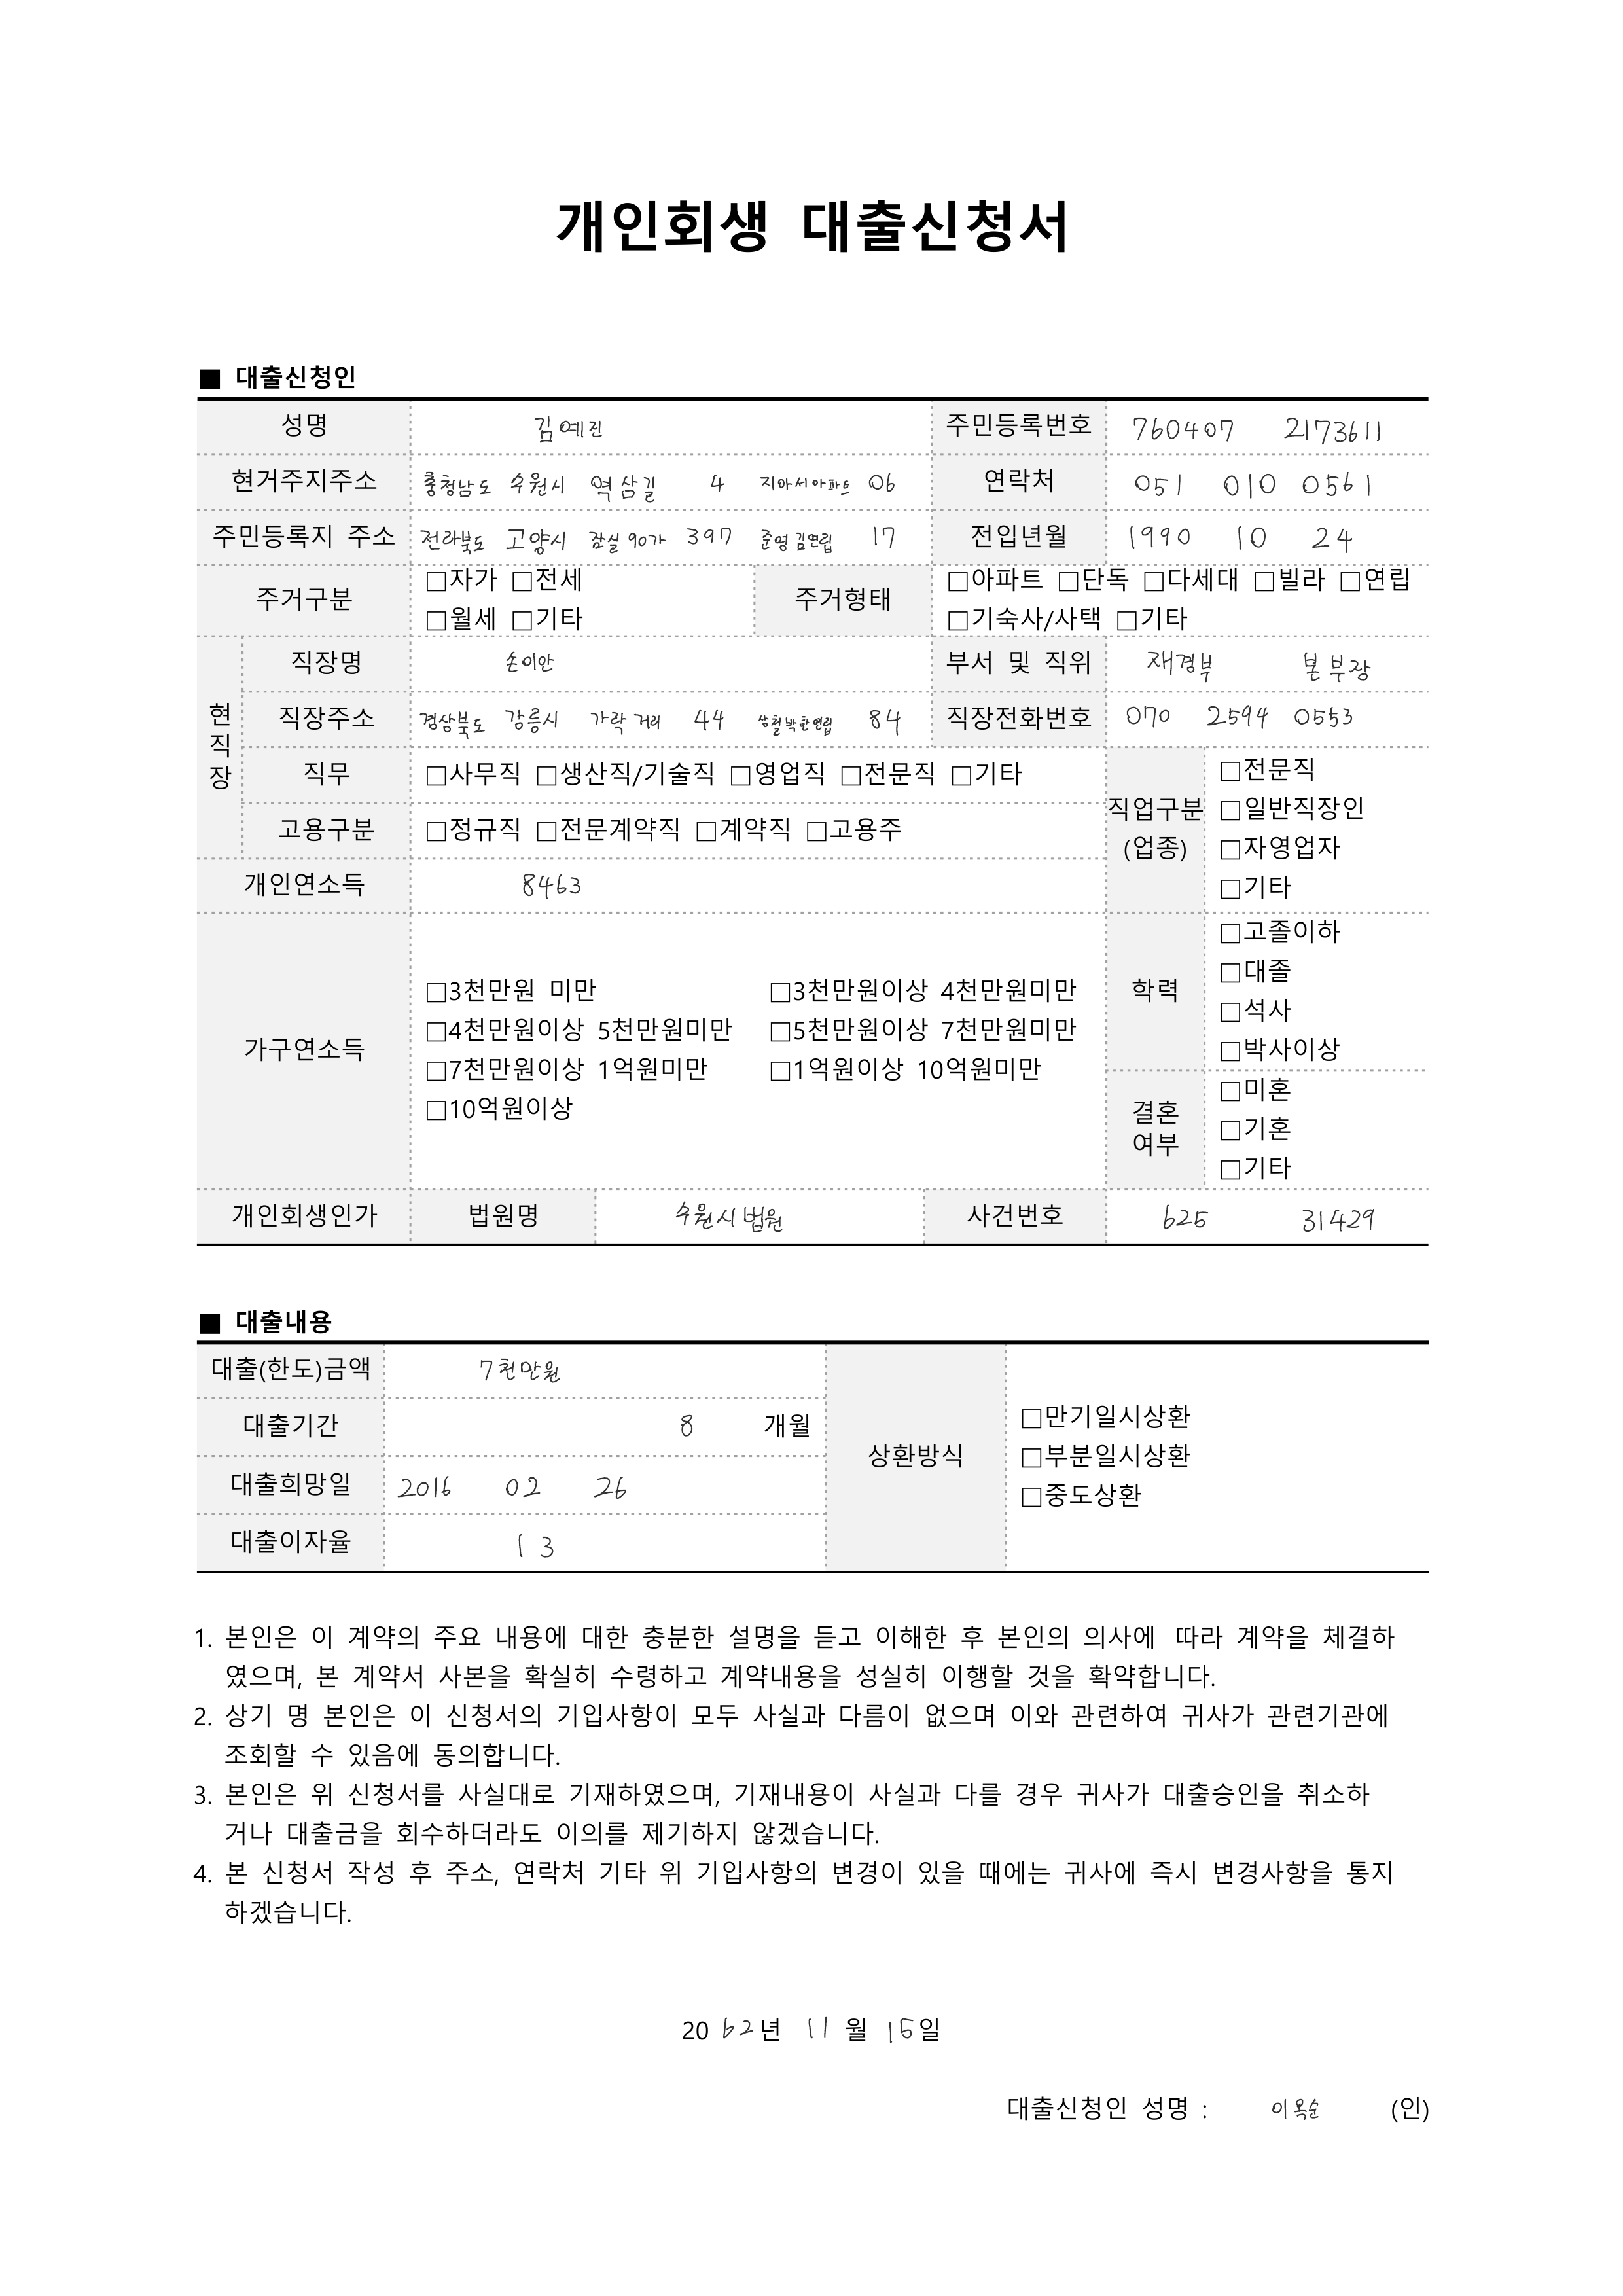 개인회생 대출신청서
■ 대출신청인
성명 김예진 주민등록번호 760407 2173611
현거주지주소 충청남도 수원시 역삼길 4 지아서아파트 06 연락처 051 010 0561
주민등록지 주소 전라북도 고양시 잠실90가 397 준영김연립 17 전입년월 1990 10 24
주거구분 □자가 □전세 □월세 □기타 주거형태 □아파트 □단독 □다세대 □빌라 □연립 □기숙사/사택 □기타
현직장
직장명 손이안 부서 및 직위 재경부 본부장
직장주소 경상북도 강릉시 가락거리 44 상철박한연립 84 직장전화번호 070 2594 0553
직무 □사무직 □생산직/기술직 □영업직 □전문직 □기타
고용구분 □정규직 □전문계약직 □계약직 □고용주
직업구분 (업종) □전문직 □일반직장인 □자영업자 □기타
개인연소득 8463
가구연소득
□3천만원 미만 □3천만원이상 4천만원미만
□4천만원이상 5천만원미만 □5천만원이상 7천만원미만
□7천만원이상 1억원미만 □1억원이상 10억원미만
□10억원이상
학력 □고졸이하 □대졸 □석사 □박사이상
결혼여부 □미혼 □기혼 □기타
개인회생인가 법원명 수원시법원 사건번호 625 31429
■ 대출내용
대출(한도)금액 7천만원
대출기간 8 개월
대출희망일 2016 02 26
대출이자율 13
상환방식 □만기일시상환 □부분일시상환 □중도상환
1. 본인은 이 계약의 주요 내용에 대한 충분한 설명을 듣고 이해한 후 본인의 의사에 따라 계약을 체결하
였으며, 본 계약서 사본을 확실히 수령하고 계약내용을 성실히 이행할 것을 확약합니다.
2. 상기 명 본인은 이 신청서의 기입사항이 모두 사실과 다름이 없으며 이와 관련하여 귀사가 관련기관에
조회할 수 있음에 동의합니다.
3. 본인은 위 신청서를 사실대로 기재하였으며, 기재내용이 사실과 다를 경우 귀사가 대출승인을 취소하
거나 대출금을 회수하더라도 이의를 제기하지 않겠습니다.
4. 본 신청서 작성 후 주소, 연락처 기타 위 기입사항의 변경이 있을 때에는 귀사에 즉시 변경사항을 통지
하겠습니다.
20 62년 11 월 15일
대출신청인 성명 : 이옥순 (인)